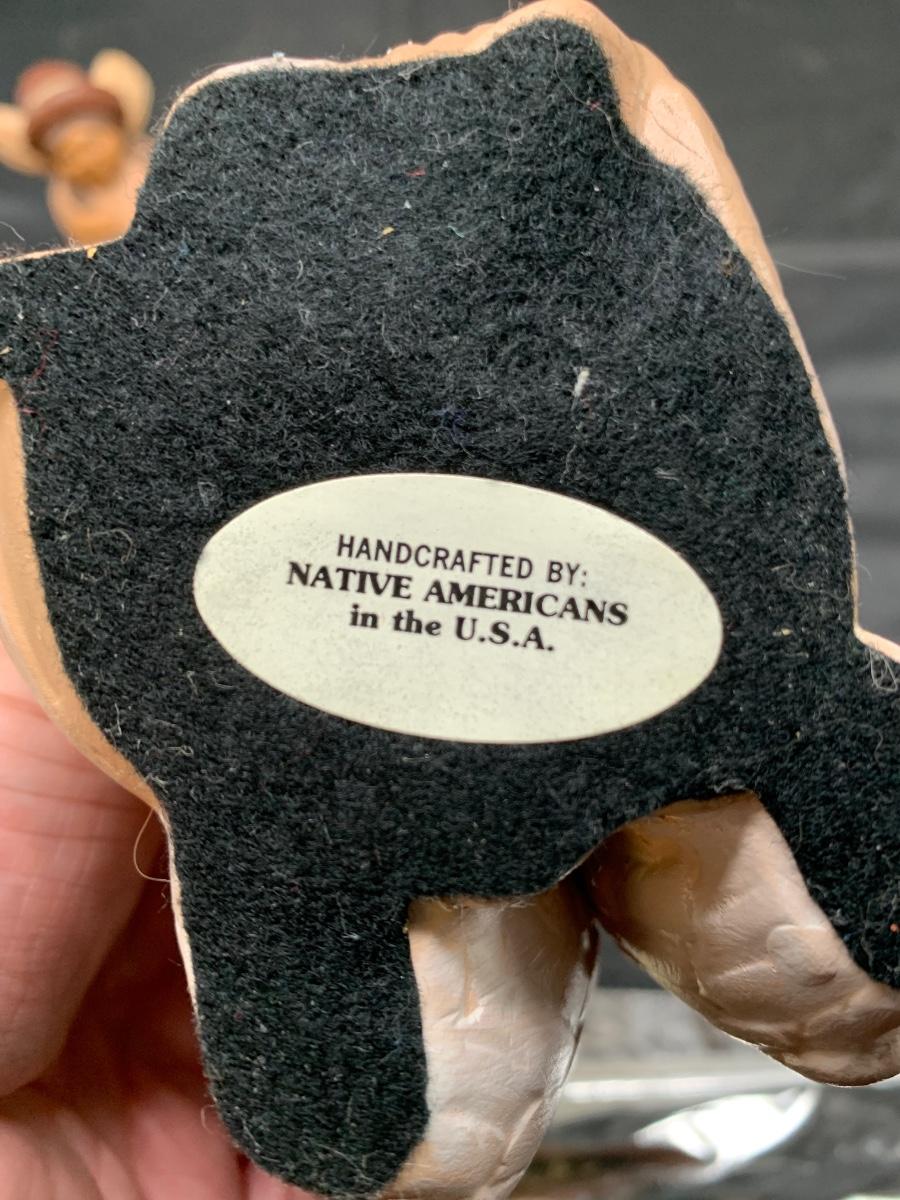 HANDCRAFTED BY:
NATIVE AMERICANS
in the U.S.A.